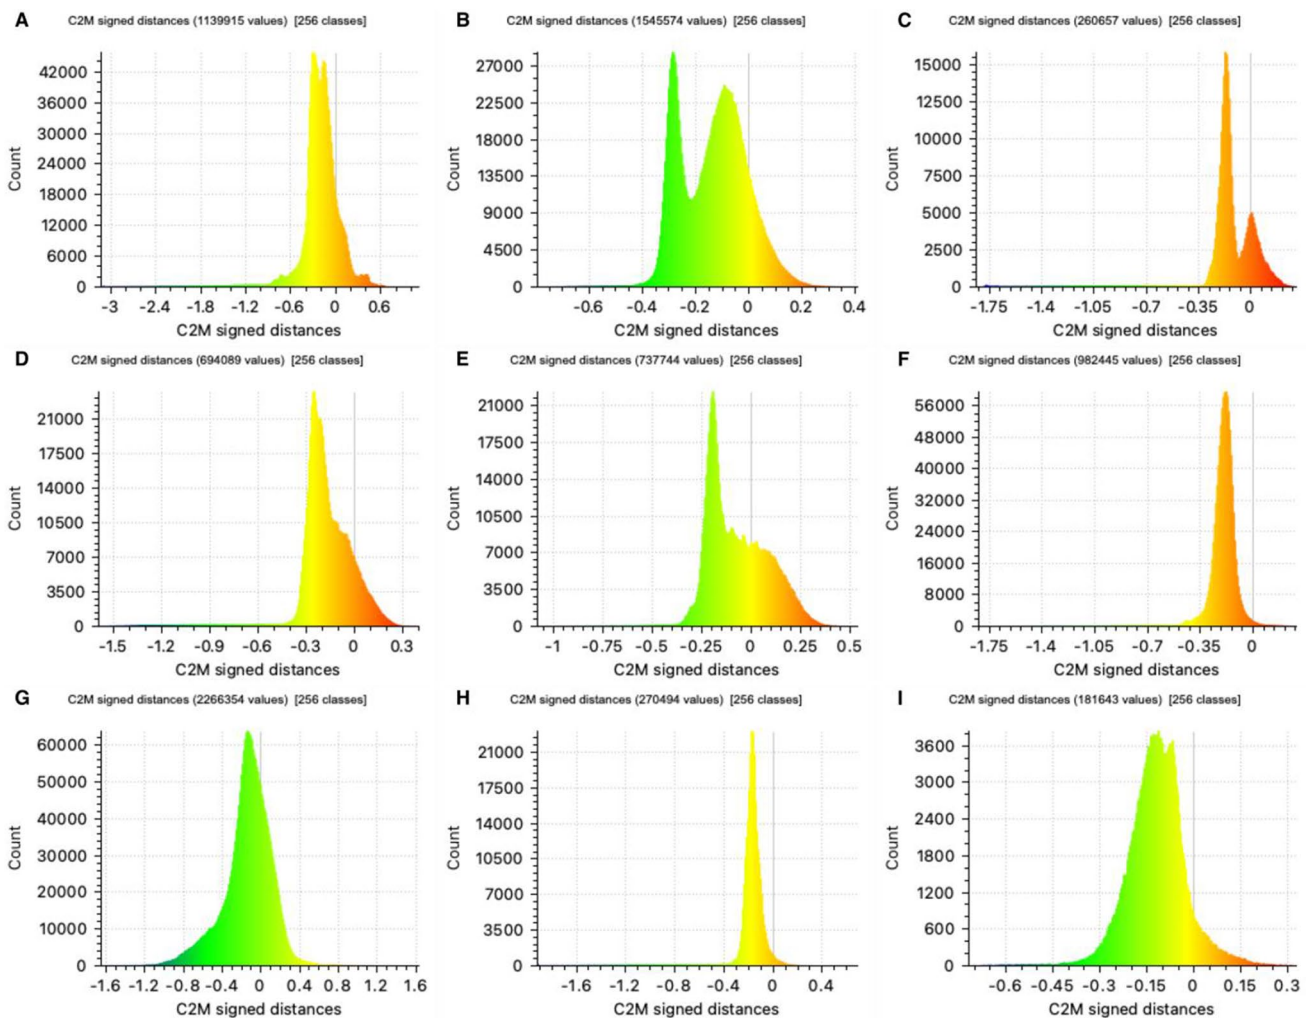 A
C2M signed distances (1139915 values) [256 classes]
42000
36000
30000
24000
18000
12000
6000
0
Count
-3 -2.4 -1.8 -1.2 -0.6 0 0.6
C2M signed distances
B
C2M signed distances (1545574 values) [256 classes]
27000
22500
18000
13500
9000
4500
0
Count
-0.6 -0.4 -0.2 0 0.2 0.4
C2M signed distances
C
C2M signed distances (260657 values) [256 classes]
15000
12500
10000
7500
5000
2500
0
Count
-1.75 -1.4 -1.05 -0.7 -0.35 0
C2M signed distances
D
C2M signed distances (694089 values) [256 classes]
21000
17500
14000
10500
7000
3500
0
Count
-1.5 -1.2 -0.9 -0.6 -0.3 0 0.3
C2M signed distances
E
C2M signed distances (737744 values) [256 classes]
21000
17500
14000
10500
7000
3500
0
Count
-1 -0.75 -0.5 -0.25 0 0.25 0.5
C2M signed distances
F
C2M signed distances (982445 values) [256 classes]
56000
48000
40000
32000
24000
16000
8000
0
Count
-1.75 -1.4 -1.05 -0.7 -0.35 0
C2M signed distances
G
C2M signed distances (2266354 values) [256 classes]
60000
50000
40000
30000
20000
10000
0
Count
-1.6 -1.2 -0.8 -0.4 0 0.4 0.8 1.2 1.6
C2M signed distances
H
C2M signed distances (270494 values) [256 classes]
21000
17500
14000
10500
7000
3500
0
Count
-1.6 -1.2 -0.8 -0.4 0 0.4
C2M signed distances
I
C2M signed distances (181643 values) [256 classes]
3600
3000
2400
1800
1200
600
0
Count
-0.6 -0.45 -0.3 -0.15 0 0.15 0.3
C2M signed distances